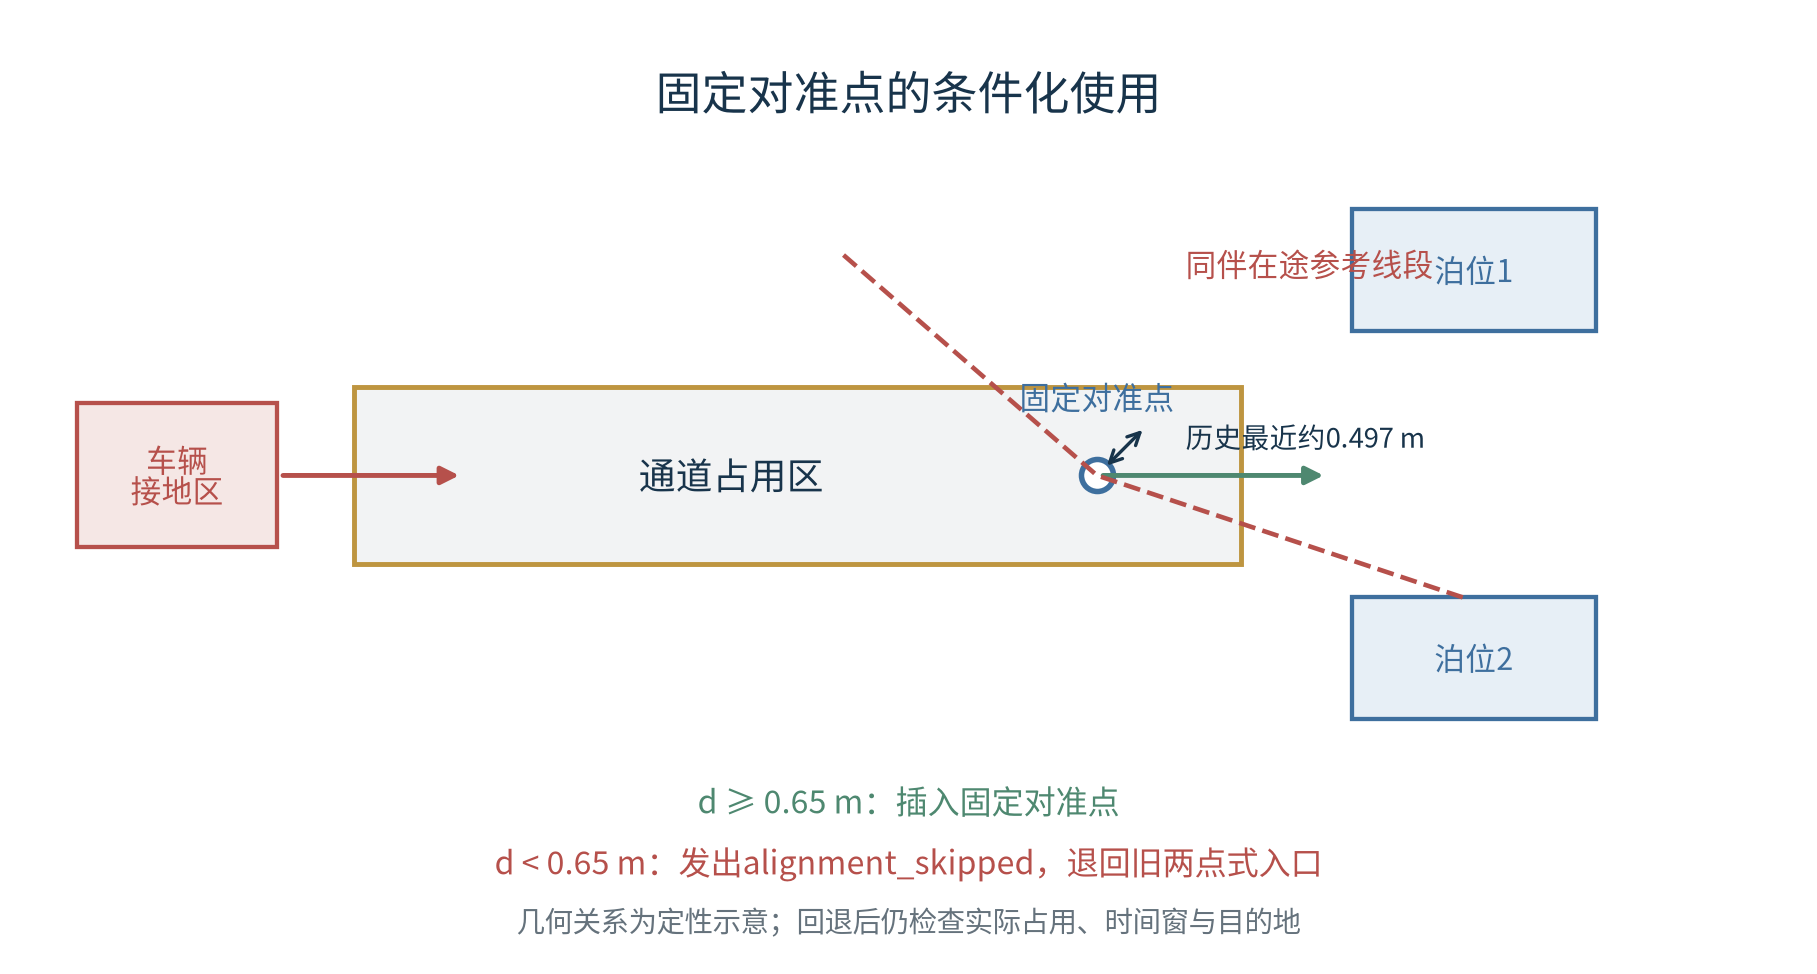 固定对准点的条件化使用
同伴在途参考线段
泊位1
固定对准点
历史最近约0.497 m
车辆
接地区
通道占用区
泊位2
d ⩾ 0.65 m：插入固定对准点
d < 0.65 m：发出alignment_skipped，退回旧两点式入口
几何关系为定性示意；回退后仍检查实际占用、时间窗与目的地